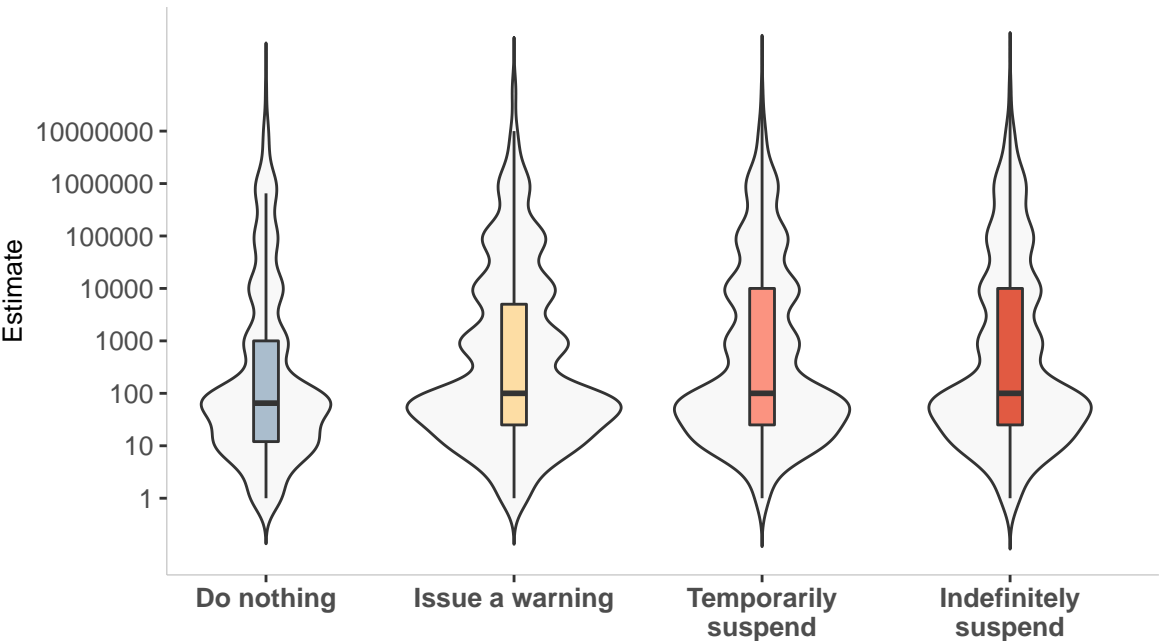 Estimate
10000000
1000000
100000
10000
1000
100
10
1
Do nothing
Issue a warning
Temporarily
suspend
Indefinitely
suspend